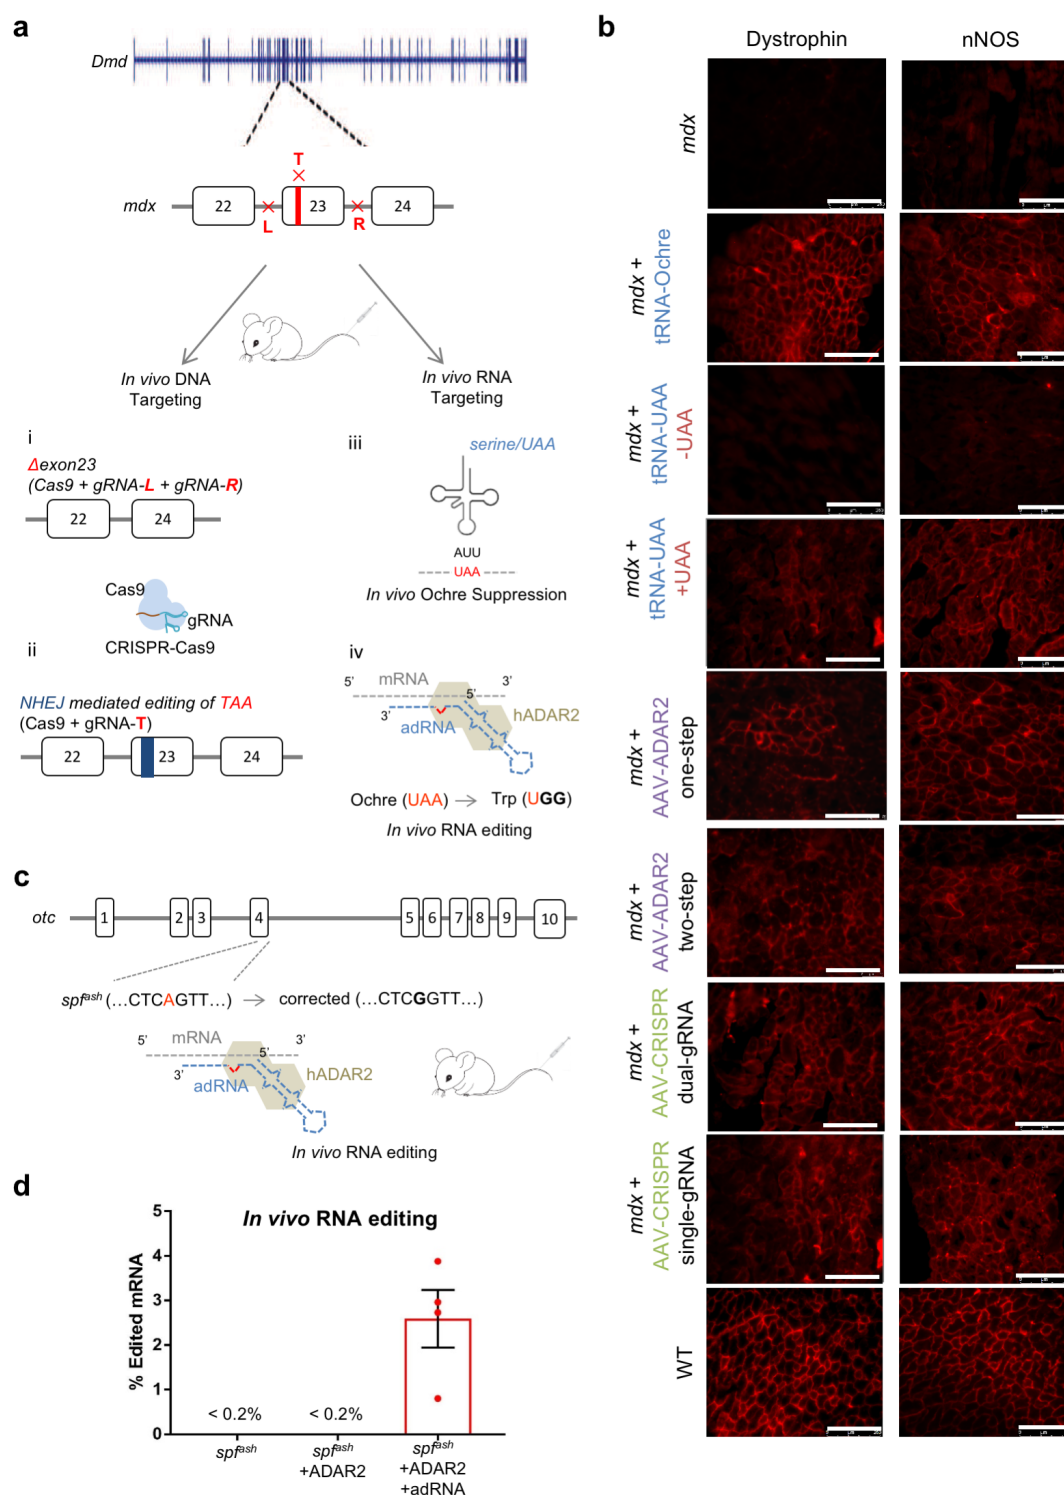 a
Dmd
T
mdx
22
23
24
L
R
In vivo DNA
Targeting
In vivo RNA
Targeting
i
Δexon23
(Cas9 + gRNA-L + gRNA-R)
22
24
Cas9
gRNA
CRISPR-Cas9
ii
NHEJ mediated editing of TAA
(Cas9 + gRNA-T)
22
23
24
iii
serine/UAA
AUU
UAA
In vivo Ochre Suppression
iv
5’
mRNA
5’
3’
3’
adRNA
hADAR2
Ochre (UAA)
Trp (UGG)
In vivo RNA editing
b
Dystrophin
nNOS
mdx
mdx +
tRNA-Ochre
mdx +
tRNA-UAA
-UAA
mdx +
tRNA-UAA
+UAA
mdx +
AAV-ADAR2
one-step
mdx +
AAV-ADAR2
two-step
mdx +
AAV-CRISPR
dual-gRNA
mdx +
AAV-CRISPR
single-gRNA
WT
c
otc
1
2
3
4
5
6
7
8
9
10
spfash (...CTCAGTT...)
corrected (...CTCGGTT...)
5’
mRNA
5’
3’
3’
adRNA
hADAR2
In vivo RNA editing
d
In vivo RNA editing
% Edited mRNA
5
4
3
2
1
0
< 0.2%
< 0.2%
spfash
spfash
+ADAR2
spfash
+ADAR2
+adRNA